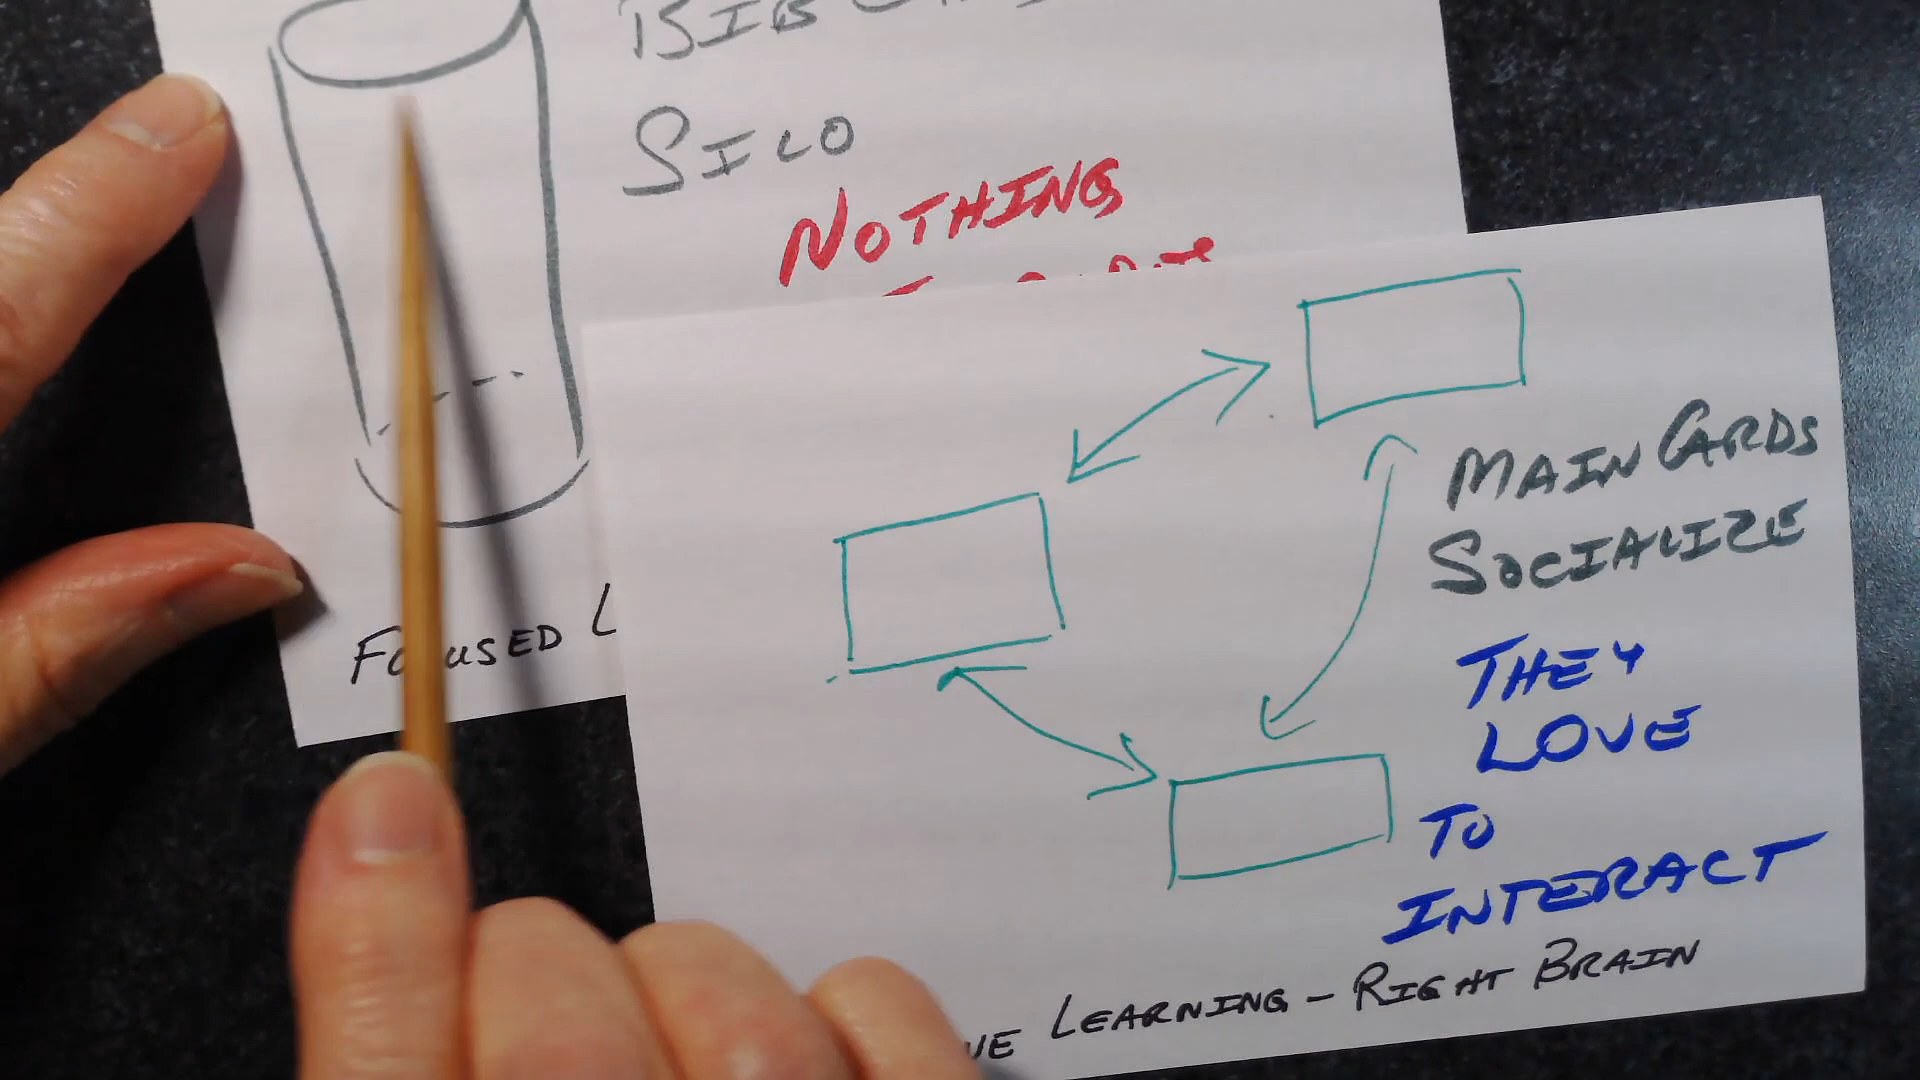 SILO
NOTHING
FOCUSED
MAIN CARDS
SOCIALIZE
THEY
LOVE
TO
INTERACT
LEARNING - RIGHT BRAIN